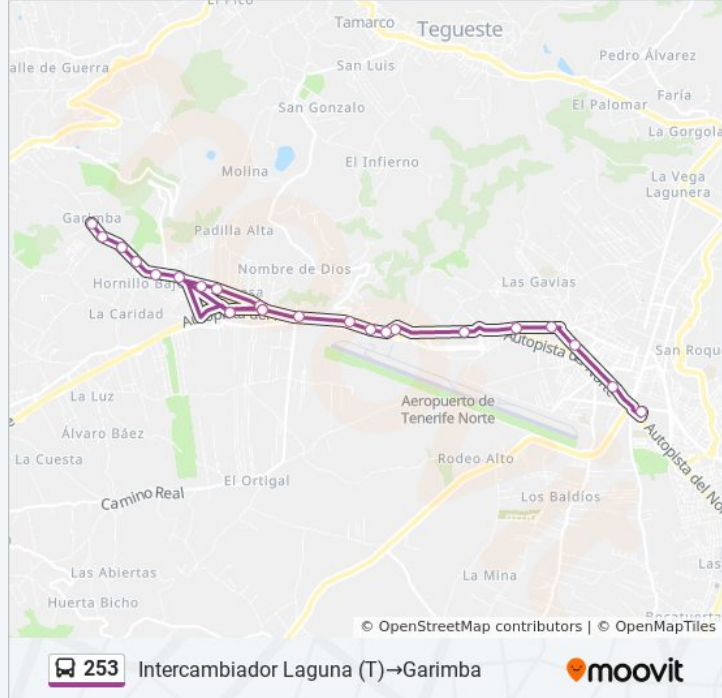 El Pico
Tamarco
Tegueste
Pedro Álvarez
alle de Guerra
San Luis
Faría
El Palomar
San Gonzalo
La Gorgola
El Infierno
Molina
La Vega
Lagunera
Garimba
Padilla Alta
Nombre de Dios
Las Gavias
Hornillo Baj
sa
La Caridad
Autopista del
Autopista del Norte
San Roque
La Luz
Aeropuerto de
Tenerife Norte
Álvaro Báez
Autopista del Nor
La Cuesta
Rodeo Alto
El Ortigal
Camino Real
Los Baldíos
Las Abiertas
La Mina
Las
Huerta Bicho
© OpenStreetMap contributors | © OpenMapTiles
253 Intercambiador Laguna (T)→Garimba
moovit